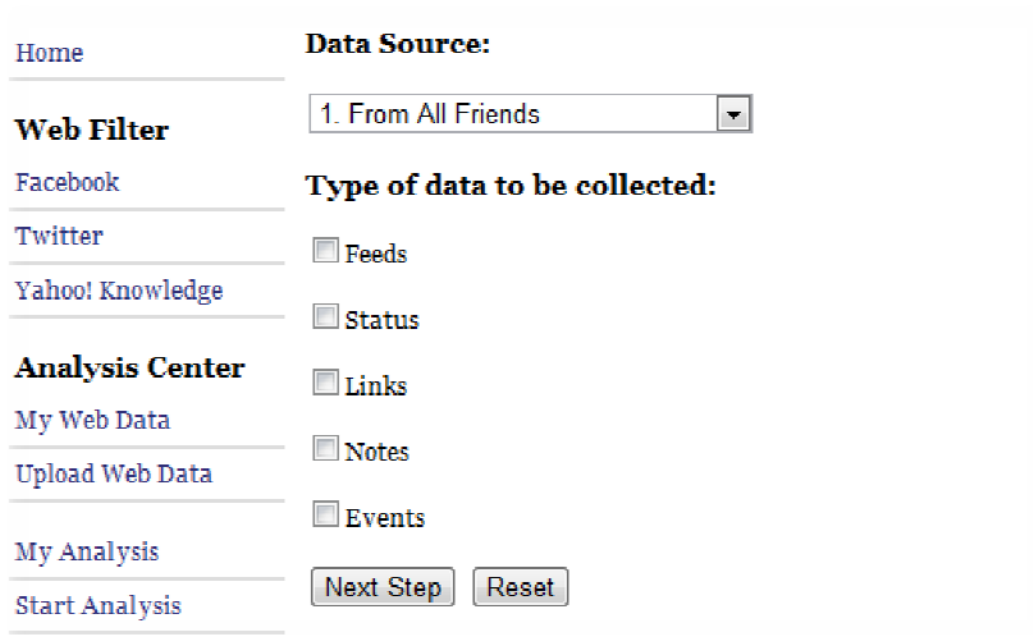 Home
Web Filter
Facebook
Twitter
Yahoo! Knowledge
Analysis Center
My Web Data
Upload Web Data
My Analysis
Start Analysis
Data Source:
1. From All Friends
Type of data to be collected:
Feeds
Status
Links
Notes
Events
Next Step Reset